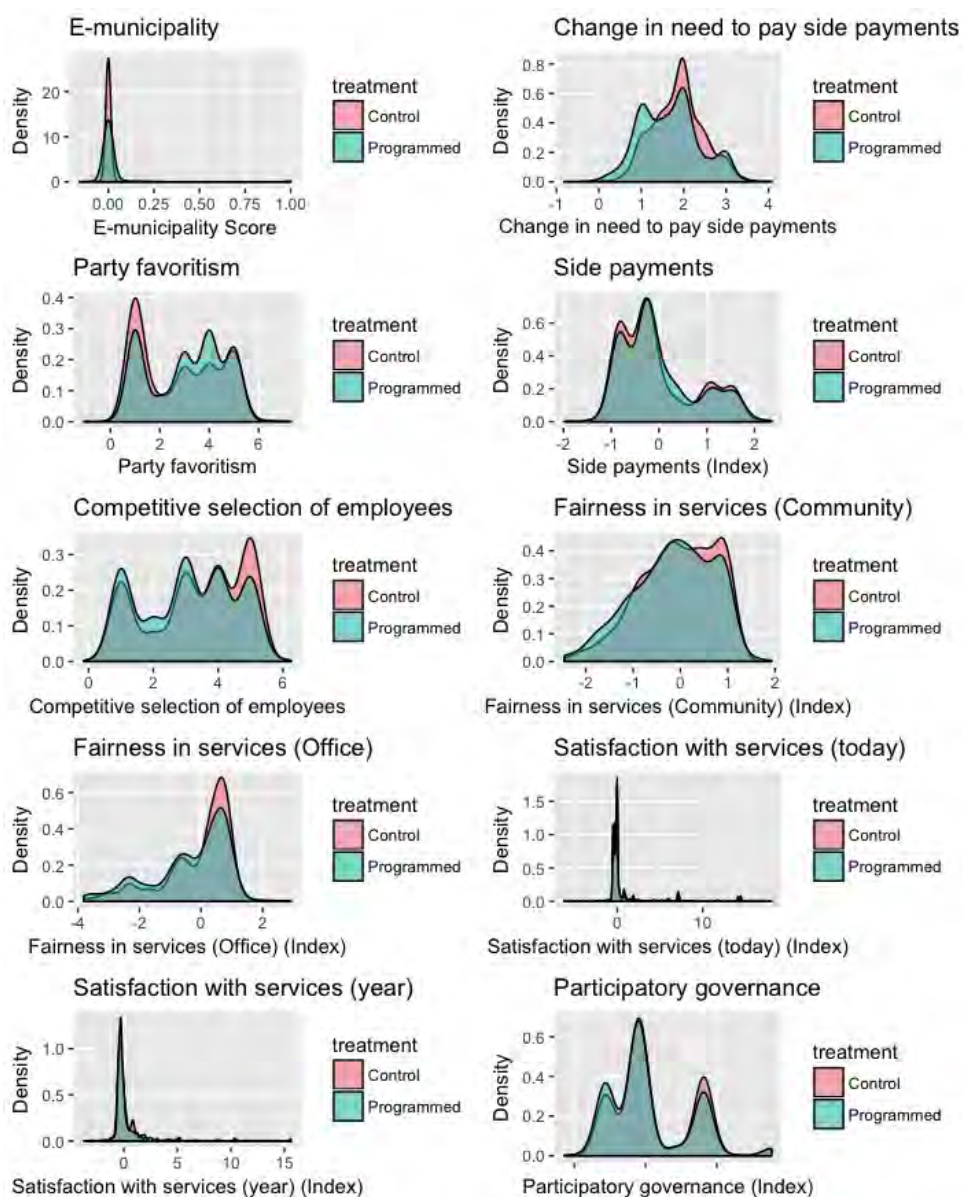 E-municipality
Density
20
10
0
0.00 0.25 0.50 0.75 1.00
E-municipality Score
treatment
Control
Programmed
Change in need to pay side payments
Density
0.8
0.6
0.4
0.2
0.0
-1 0 1 2 3 4
Change in need to pay side payments
treatment
Control
Programmed
Party favoritism
Density
0.4
0.3
0.2
0.1
0.0
0 2 4 6
Party favoritism
treatment
Control
Programmed
Side payments
Density
0.6
0.4
0.2
0.0
-2 -1 0 1 2
Side payments (Index)
treatment
Control
Programmed
Competitive selection of employees
Density
0.3
0.2
0.1
0.0
0 2 4 6
Competitive selection of employees
treatment
Control
Programmed
Fairness in services (Community)
Density
0.4
0.3
0.2
0.1
0.0
-2 -1 0 1 2
Fairness in services (Community) (Index)
treatment
Control
Programmed
Fairness in services (Office)
Density
0.6
0.4
0.2
0.0
-4 -2 0 2
Fairness in services (Office) (Index)
treatment
Control
Programmed
Satisfaction with services (today)
Density
1.5
1.0
0.5
0.0
0 10
Satisfaction with services (today) (Index)
treatment
Control
Programmed
Satisfaction with services (year)
Density
1.0
0.5
0.0
0 5 10 15
Satisfaction with services (year) (Index)
treatment
Control
Programmed
Participatory governance
Density
0.6
0.4
0.2
0.0
Participatory governance (Index)
treatment
Control
Programmed